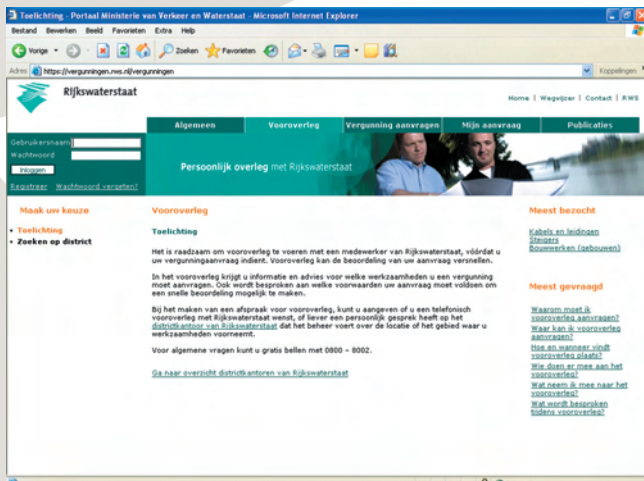 Toelichting - Portaal Ministerie van Verkeer en Waterstaat - Microsoft Internet Explorer
Bestand Bewerken Beeld Favorieten Extra Help
Vorige Zoeken Favorieten
Adres https://vergunningen.rws.nl/vergunningen Koppelingen
Rijkswaterstaat
Home | Wegwijzer | Contact | RWS
Algemeen Vooroverleg Vergunning aanvragen Mijn aanvraag Publicaties
Gebruikersnaam
Wachtwoord
Inloggen
Registreer Wachtwoord vergeten?
Persoonlijk overleg met Rijkswaterstaat
Maak uw keuze
• Toelichting
• Zoeken op district
Vooroverleg
Toelichting
Het is raadzaam om vooroverleg te voeren met een medewerker van Rijkswaterstaat, vóórdat u
uw vergunningaanvraag indient. Vooroverleg kan de beoordeling van uw aanvraag versnellen.
In het vooroverleg krijgt u informatie en advies voor welke werkzaamheden u een vergunning
moet aanvragen. Ook wordt besproken aan welke voorwaarden uw aanvraag moet voldoen om
een snelle beoordeling mogelijk te maken.
Bij het maken van een afspraak voor vooroverleg, kunt u aangeven of u een telefonisch
vooroverleg met Rijkswaterstaat wenst, of liever een persoonlijk gesprek heeft op het
districtkantoor van Rijkswaterstaat dat het beheer voert over de locatie of het gebied waar u
werkzaamheden voorneemt.
Voor algemene vragen kunt u gratis bellen met 0800 – 8002.
Ga naar overzicht districtkantoren van Rijkswaterstaat
Meest bezocht
Kabels en leidingen
Steigers
Bouwwerken (gebouwen)
Meest gevraagd
Waarom moet ik
vooroverleg aanvragen?
Waar kan ik vooroverleg
aanvragen?
Hoe en wanneer vindt
vooroverleg plaats?
Wie doen er mee aan het
vooroverleg?
Wat neem ik mee naar het
vooroverleg?
Wat wordt besproken
tijdens vooroverleg?